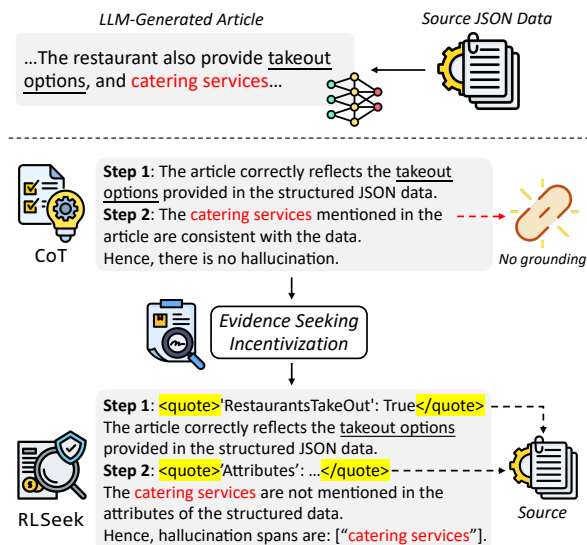 LLM-Generated Article
Source JSON Data
...The restaurant also provide takeout
options, and catering services...
Step 1: The article correctly reflects the takeout
options provided in the structured JSON data.
Step 2: The catering services mentioned in the
article are consistent with the data.
Hence, there is no hallucination.
CoT
No grounding
Evidence Seeking
Incentivization
Step 1: <quote>'RestaurantsTakeOut': True</quote>
The article correctly reflects the takeout options
provided in the structured JSON data.
Step 2: <quote>'Attributes': ...</quote>
The catering services are not mentioned in the
attributes of the structured data.
Hence, hallucination spans are: ["catering services"].
RLSeek
Source